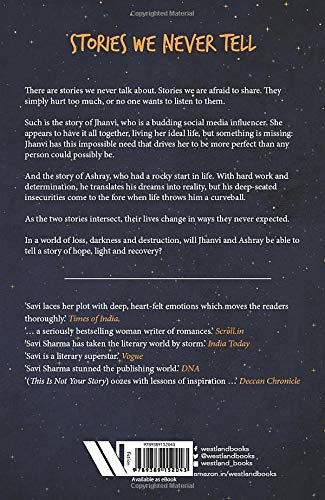 STORIES WE NEVER TELL
There are stories we never talk about. Stories we are afraid to share. They
simply hurt too much, or no one wants to listen to them.
Such is the story of Jhanvi, who is a budding social media influencer. She
appears to have it all together, living her ideal life, but something is missing:
Jhanvi has this impossible need that drives her to be more perfect than any
person could possibly be.
And the story of Ashray, who had a rocky start in life. With hard work and
determination, he translates his dreams into reality, but his deep-seated
insecurities come to the fore when life throws him a curveball.
As the two stories intersect, their lives change in ways they never expected.
In a world of loss, darkness and destruction, will Jhanvi and Ashray be able to
tell a story of hope, light and recovery?
'Savi laces her plot with deep, heart-felt emotions which moves the readers
thoroughly.' Times of India.
'… a seriously bestselling woman writer of romances.' Scroll.in
'Savi Sharma has taken the literary world by storm.' India Today
'Savi is a literary superstar.' Vogue
'Savi Sharma stunned the publishing world.' DNA
'(This Is Not Your Story) oozes with lessons of inspiration …' Deccan Chronicle
9789389152043
Fiction
9 789389 152043
Available as eBook
westlandbooks
@westlandbooks
westland_books
amazon.in/westlandbooks